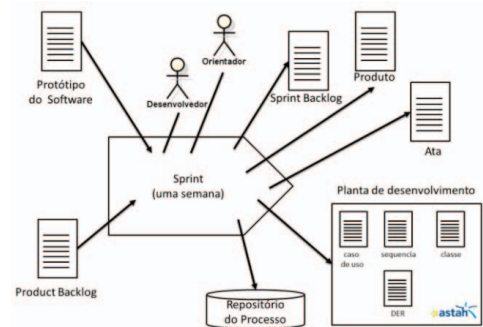 Protótipo
do Software
Orientador
Desenvolvedor
Sprint Backlog
Produto
Ata
Sprint
(uma semana)
Planta de desenvolvimento
caso
de uso
sequencia
classe
DER
astah
Product Backlog
Repositório
do Processo